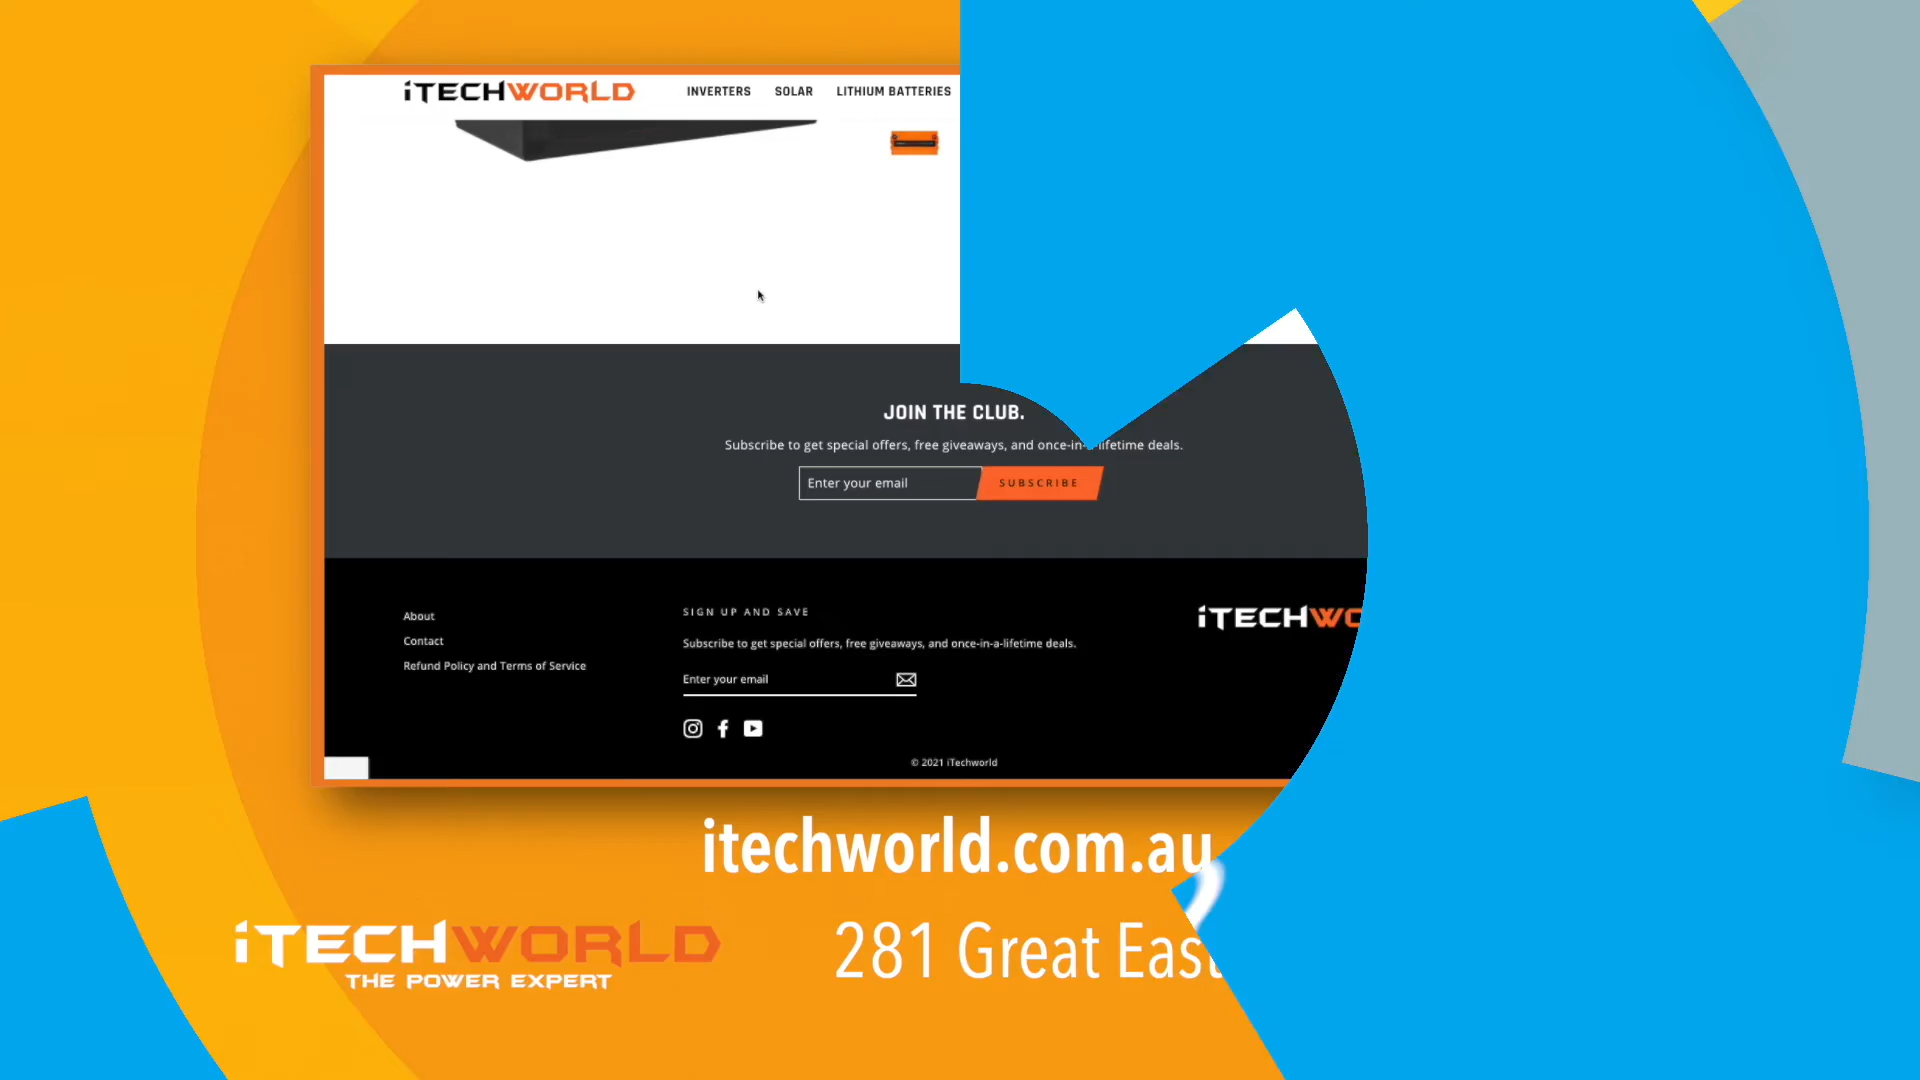 iTECHWORLD
INVERTERS SOLAR LITHIUM BATTERIES
JOIN THE CLUB.
Subscribe to get special offers, free giveaways, and once-in-a-lifetime deals.
Enter your email SUBSCRIBE
About
Contact
Refund Policy and Terms of Service
SIGN UP AND SAVE
Subscribe to get special offers, free giveaways, and once-in-a-lifetime deals.
Enter your email
iTECHWO
© 2021 iTechworld
itechworld.com.au
iTECHWORLD
THE POWER EXPERT
281 Great East